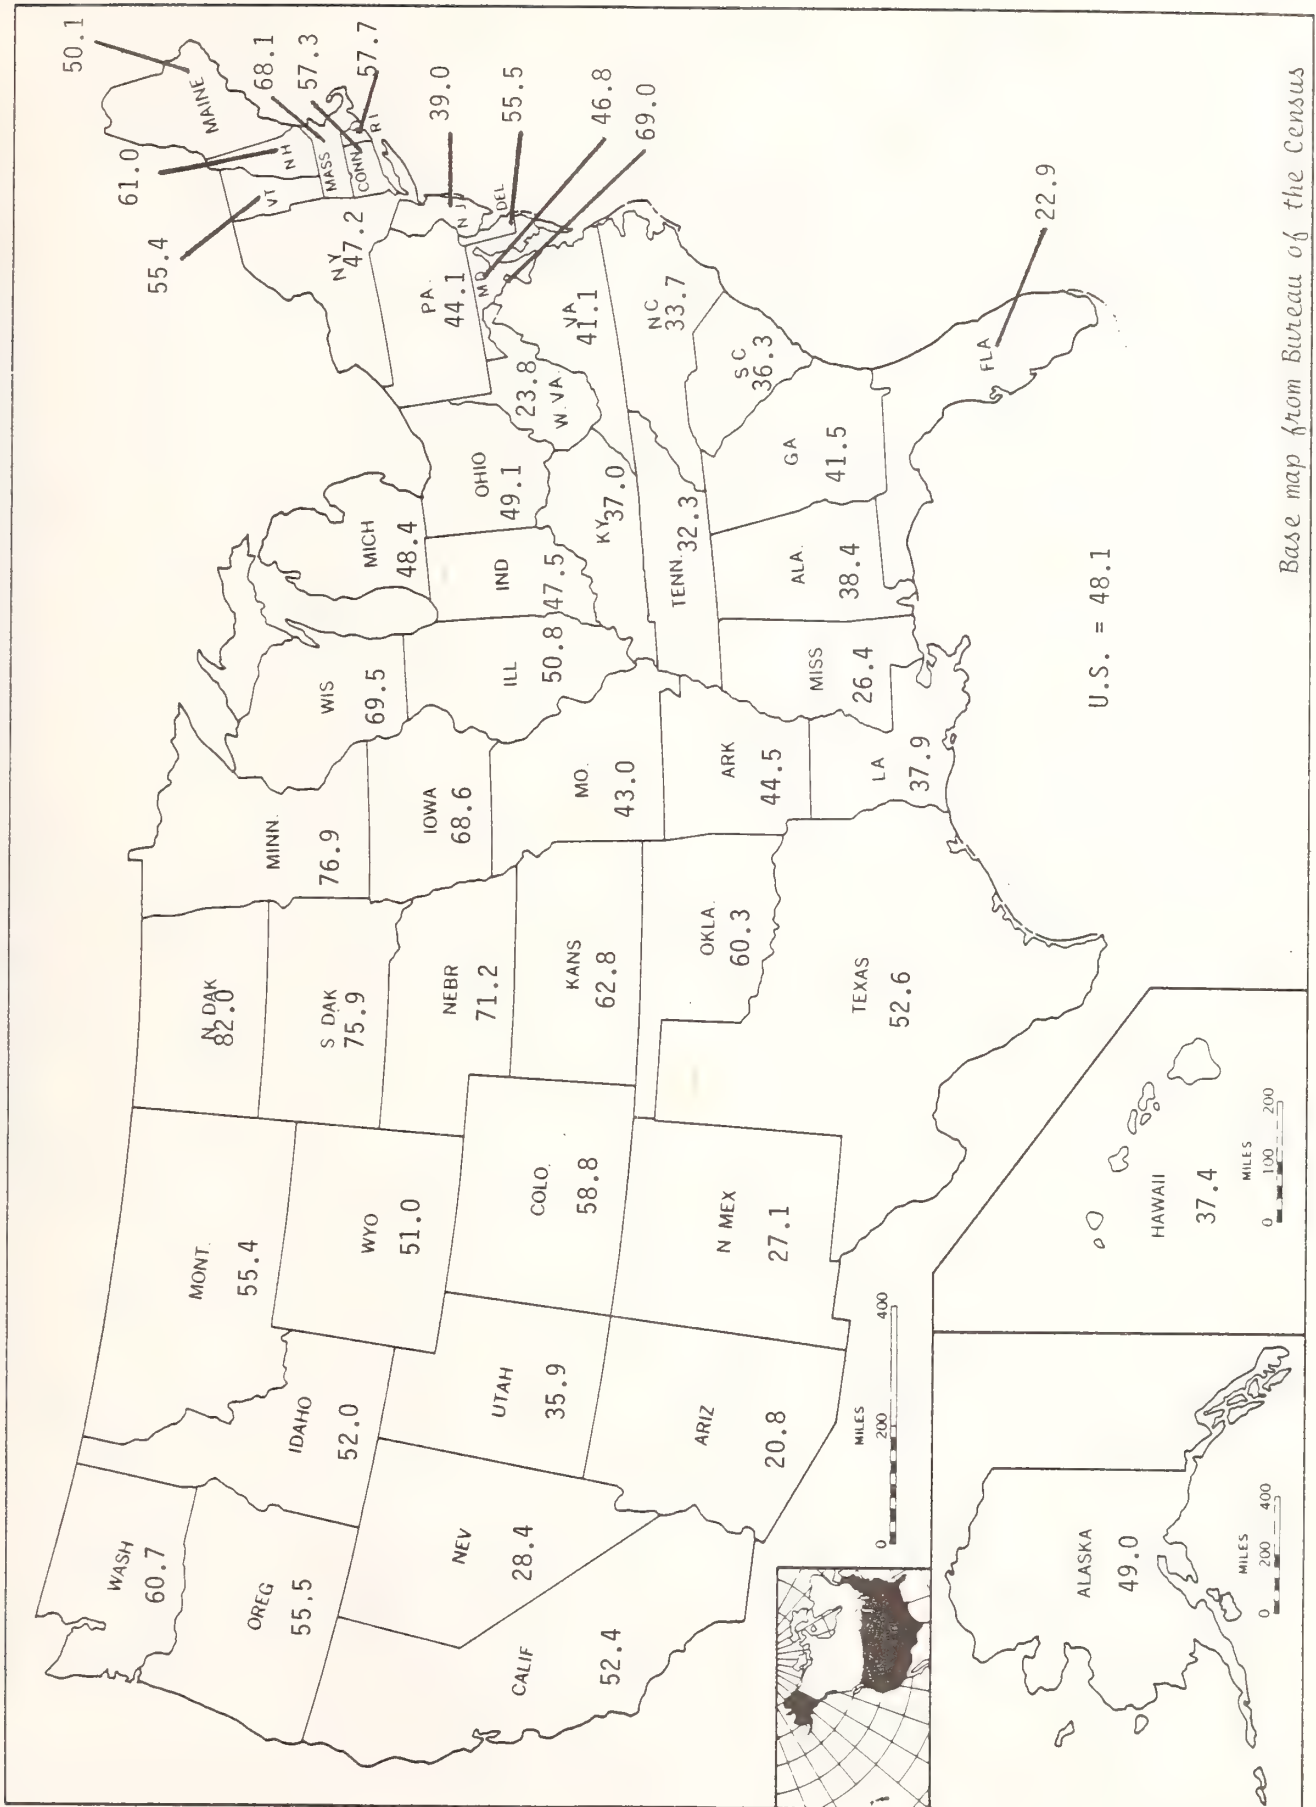 WASH
60.7
OREG
55.5
CALIF
52.4
NEV
28.4
IDAHO
52.0
MONT.
55.4
WYO
51.0
UTAH
35.9
ARIZ
20.8
COLO.
58.8
N MEX
27.1
N DAK
82.0
S DAK
75.9
NEBR
71.2
KANS
62.8
OKLA.
60.3
TEXAS
52.6
MINN.
76.9
IOWA
68.6
MO.
43.0
ARK
44.5
LA
37.9
WIS
69.5
ILL
50.8
MISS
26.4
MICH
48.4
IND
47.5
OHIO
49.1
KY
37.0
TENN.
32.3
ALA.
38.4
GA
41.5
FLA
22.9
S C
36.3
N C
33.7
VA
41.1
W. VA.
23.8
PA.
44.1
NY
47.2
VT
55.4
NH
61.0
MAINE
50.1
MASS
68.1
CONN
57.3
RI
57.7
N J
39.0
DEL
55.5
MD
46.8
69.0
U.S. = 48.1
MILES
0 200 400
ALASKA
49.0
MILES
0 200 400
HAWAII
37.4
MILES
0 100 200
Base map from Bureau of the Census